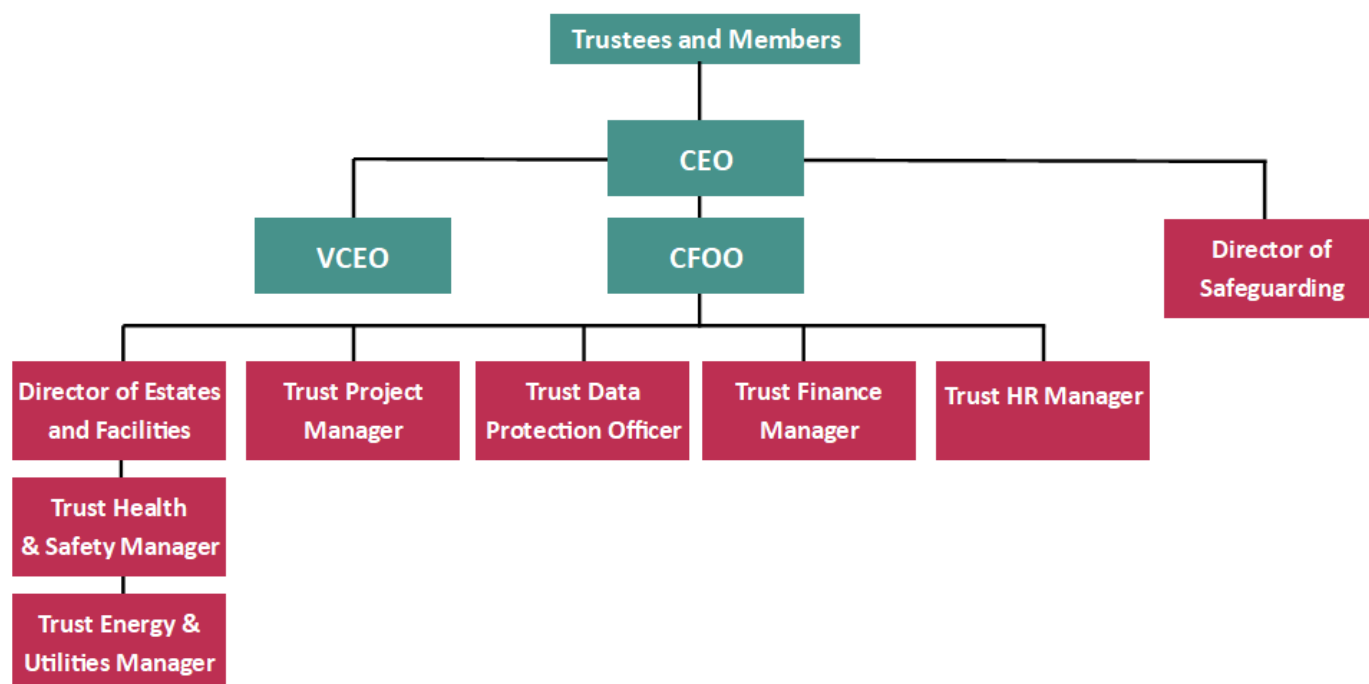 Trustees and Members
CEO
VCEO
CFOO
Director of
Safeguarding
Director of Estates
and Facilities
Trust Project
Manager
Trust Data
Protection Officer
Trust Finance
Manager
Trust HR Manager
Trust Health
& Safety Manager
Trust Energy &
Utilities Manager